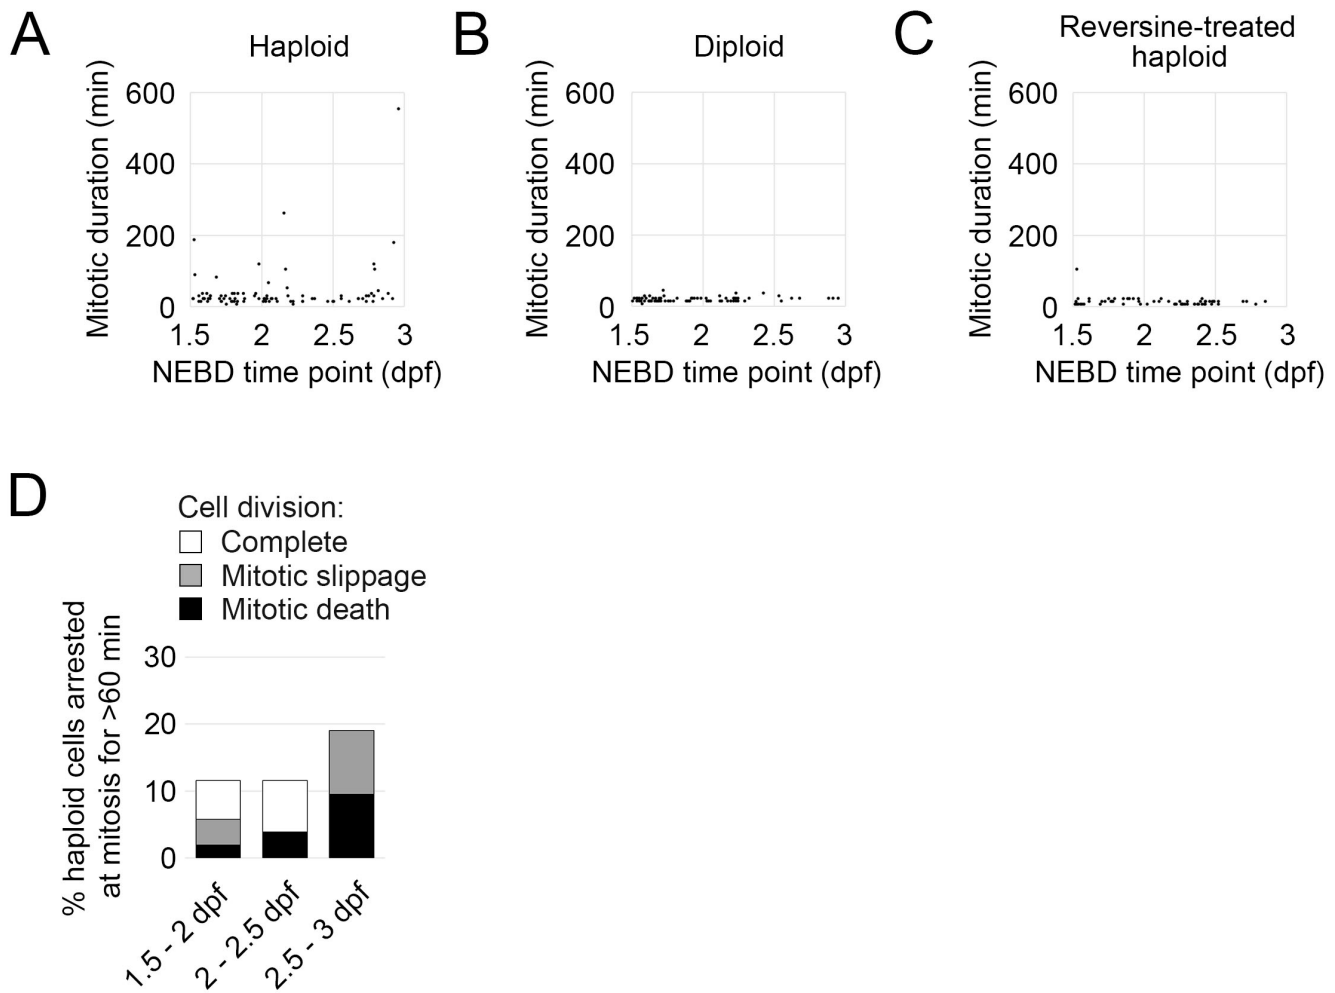 A
Haploid
Mitotic duration (min)
600
400
200
0
1.5
2
2.5
3
NEBD time point (dpf)
B
Diploid
Mitotic duration (min)
600
400
200
0
1.5
2
2.5
3
NEBD time point (dpf)
C
Reversine-treated
haploid
Mitotic duration (min)
600
400
200
0
1.5
2
2.5
3
NEBD time point (dpf)
D
Cell division:
Complete
Mitotic slippage
Mitotic death
% haploid cells arrested
at mitosis for >60 min
30
20
10
0
1.5 - 2 dpf
2 - 2.5 dpf
2.5 - 3 dpf